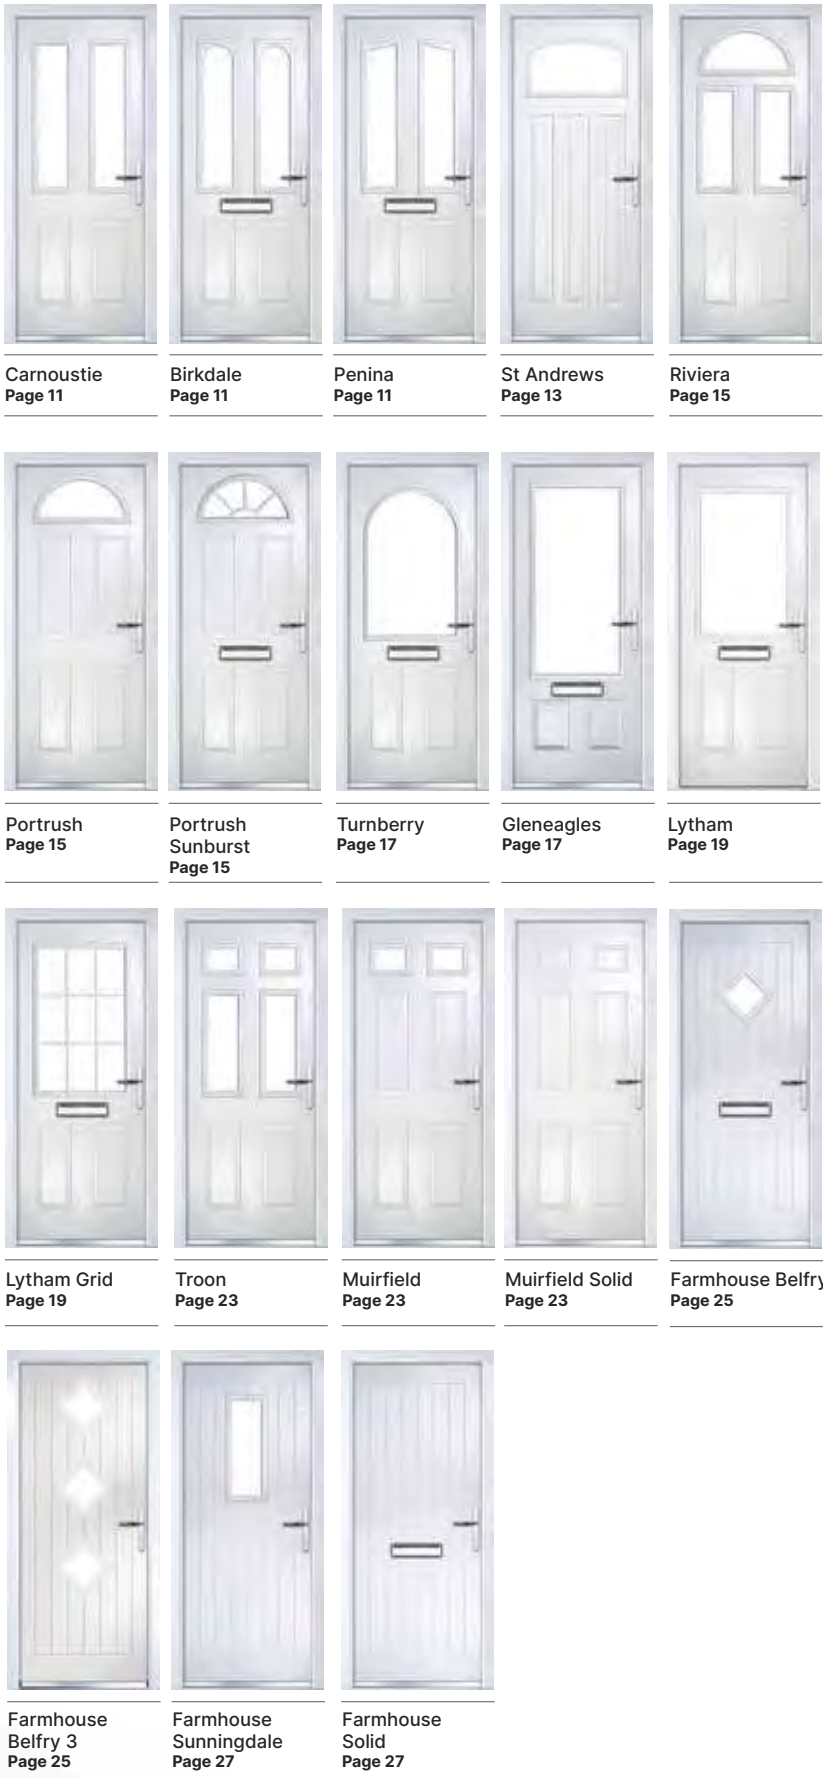 Carnoustie
Page 11
Birkdale
Page 11
Penina
Page 11
St Andrews
Page 13
Riviera
Page 15
Portrush
Page 15
Portrush
Sunburst
Page 15
Turnberry
Page 17
Gleneagles
Page 17
Lytham
Page 19
Lytham Grid
Page 19
Troon
Page 23
Muirfield
Page 23
Muirfield Solid
Page 23
Farmhouse Belfry
Page 25
Farmhouse
Belfry 3
Page 25
Farmhouse
Sunningdale
Page 27
Farmhouse
Solid
Page 27